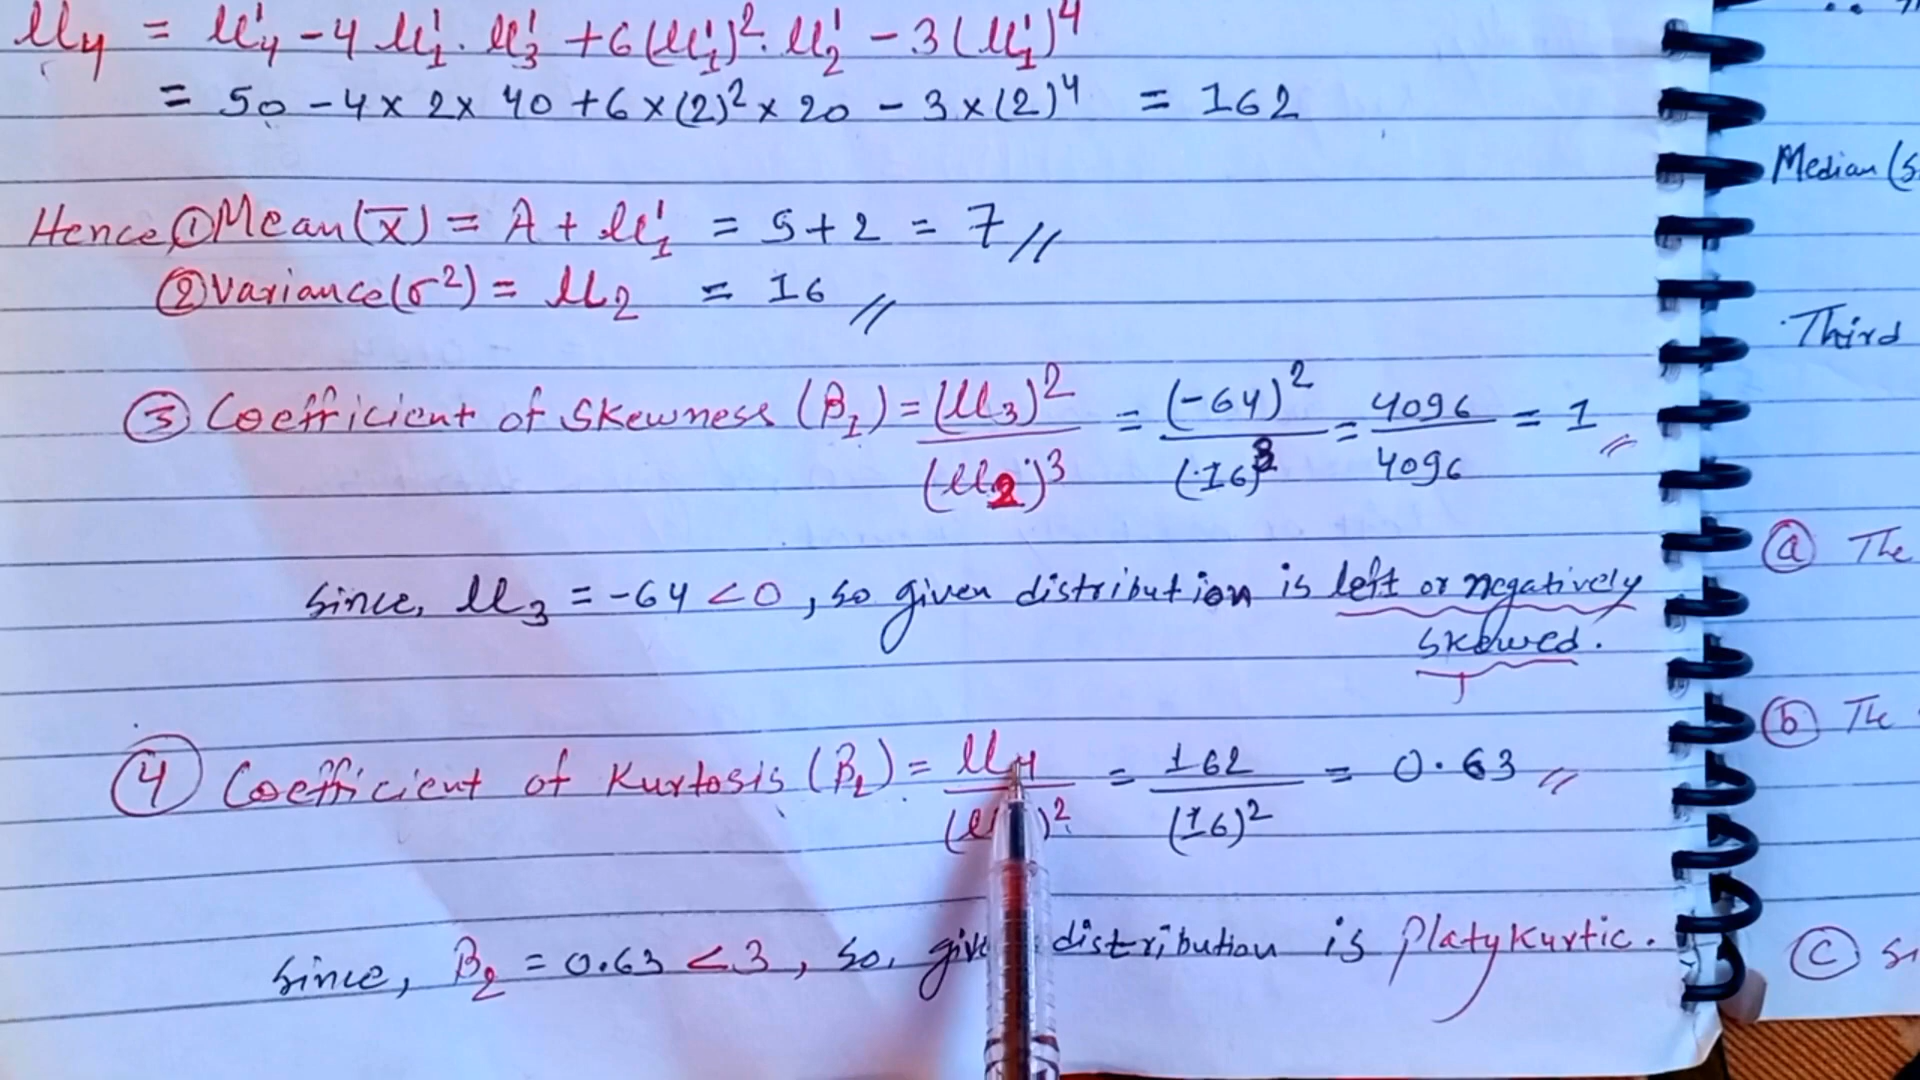 μ₄ = μ'₄ - 4 μ'₁ . μ'₃ + 6(μ'₁)². μ'₂ - 3(μ'₁)⁴
= 50 - 4 × 2 × 40 + 6 × (2)² × 20 - 3 × (2)⁴ = 162
Hence, ① Mean (x̄) = A + μ'₁ = 5 + 2 = 7 //
② Variance (σ²) = μ₂ = 16 //
③ Coefficient of Skewness (β₁) = (μ₃)² / (μ₂)³ = (-64)² / (16)³ = 4096 / 4096 = 1 //
Since, μ₃ = -64 < 0, so given distribution is left or negatively
skewed.
④ Coefficient of Kurtosis (β₂) = μ₄ / (μ )² = 162 / (16)² = 0.63 //
Since, β₂ = 0.63 < 3, so, distribution is Platykurtic.
Median
Third
ⓐ The
ⓑ The
ⓒ